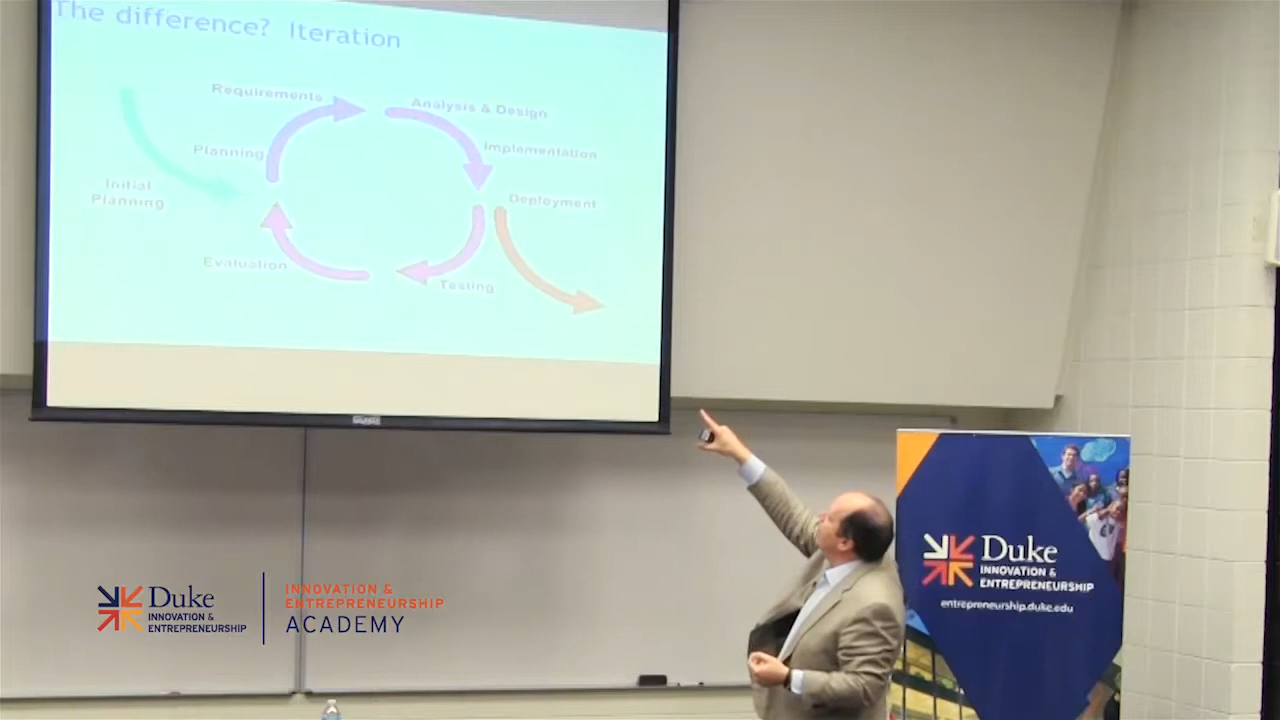 The difference? Iteration
Requirements
Analysis & Design
Planning
Implementation
Initial
Planning
Deployment
Evaluation
Testing
Duke
INNOVATION &
ENTREPRENEURSHIP
entrepreneurship.duke.edu
Duke
INNOVATION &
ENTREPRENEURSHIP
INNOVATION &
ENTREPRENEURSHIP
ACADEMY